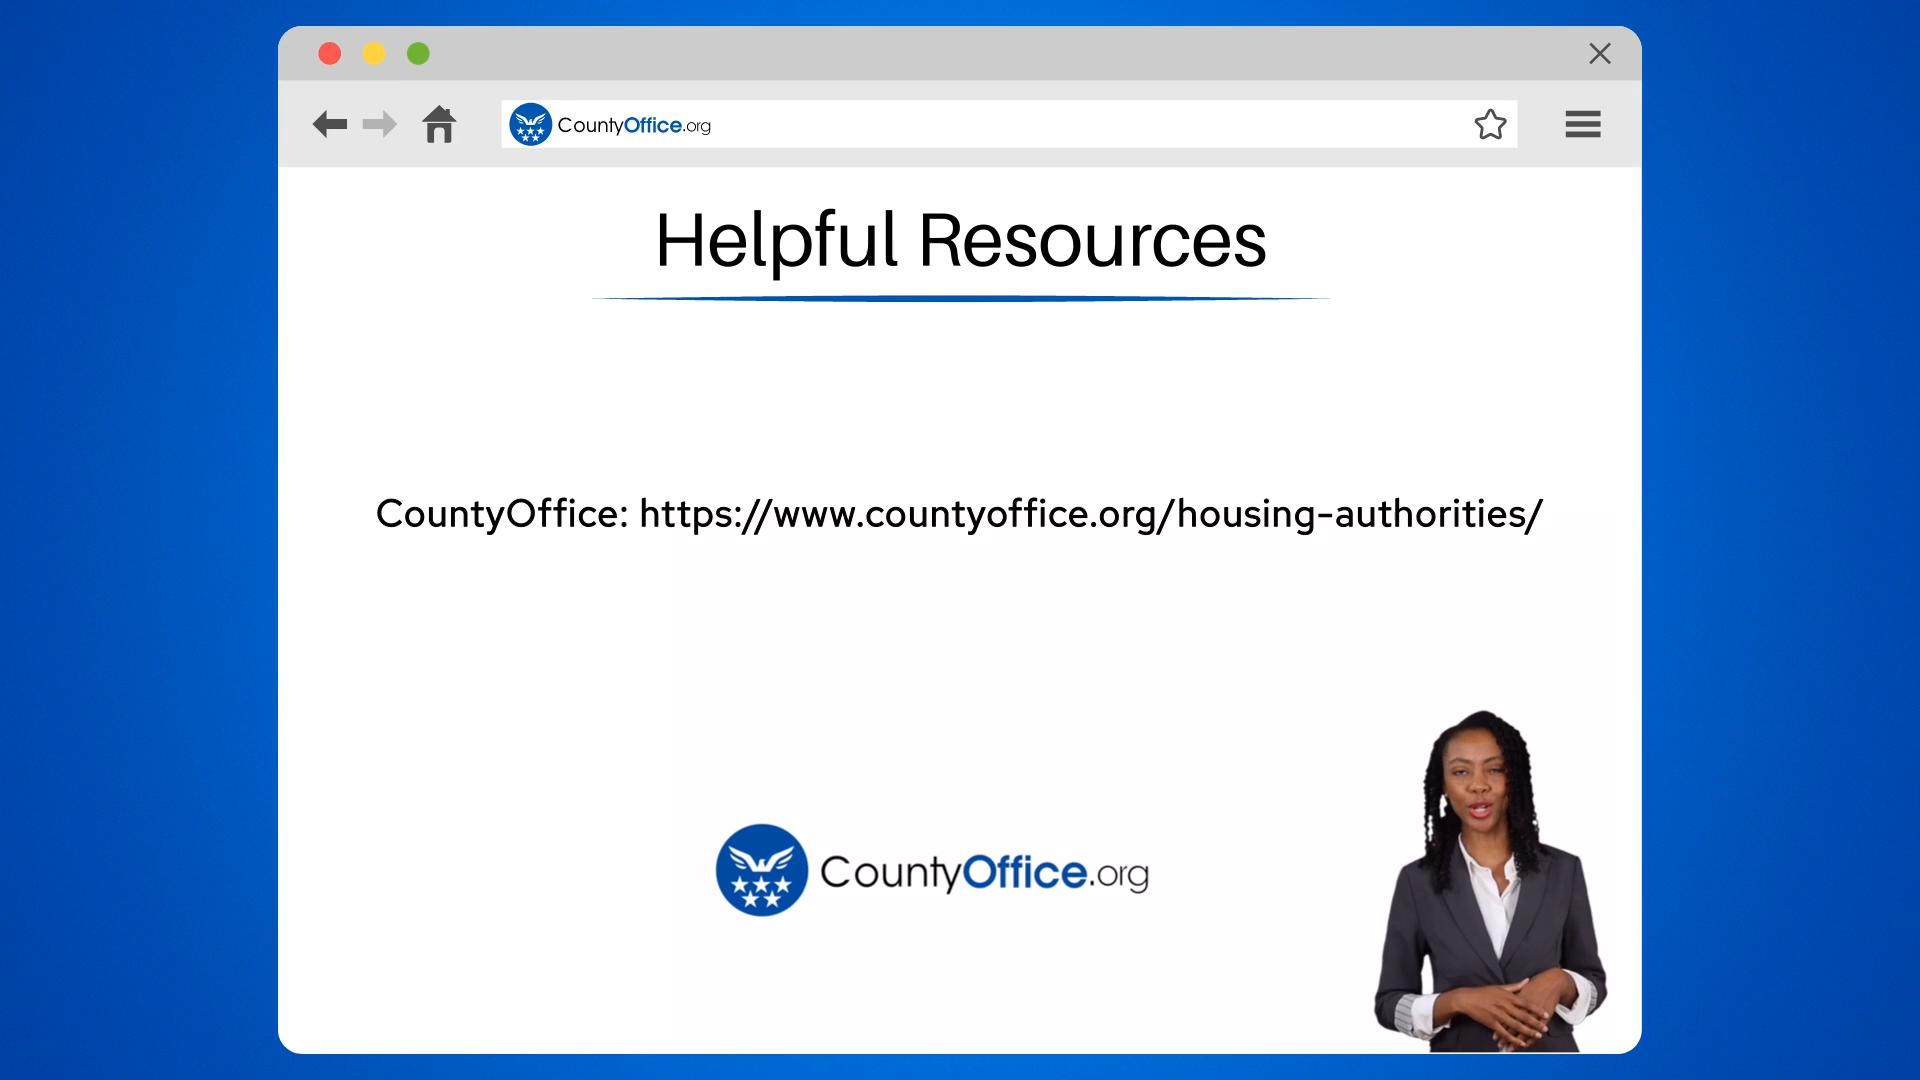 CountyOffice.org
Helpful Resources
CountyOffice: https://www.countyoffice.org/housing-authorities/
CountyOffice.org